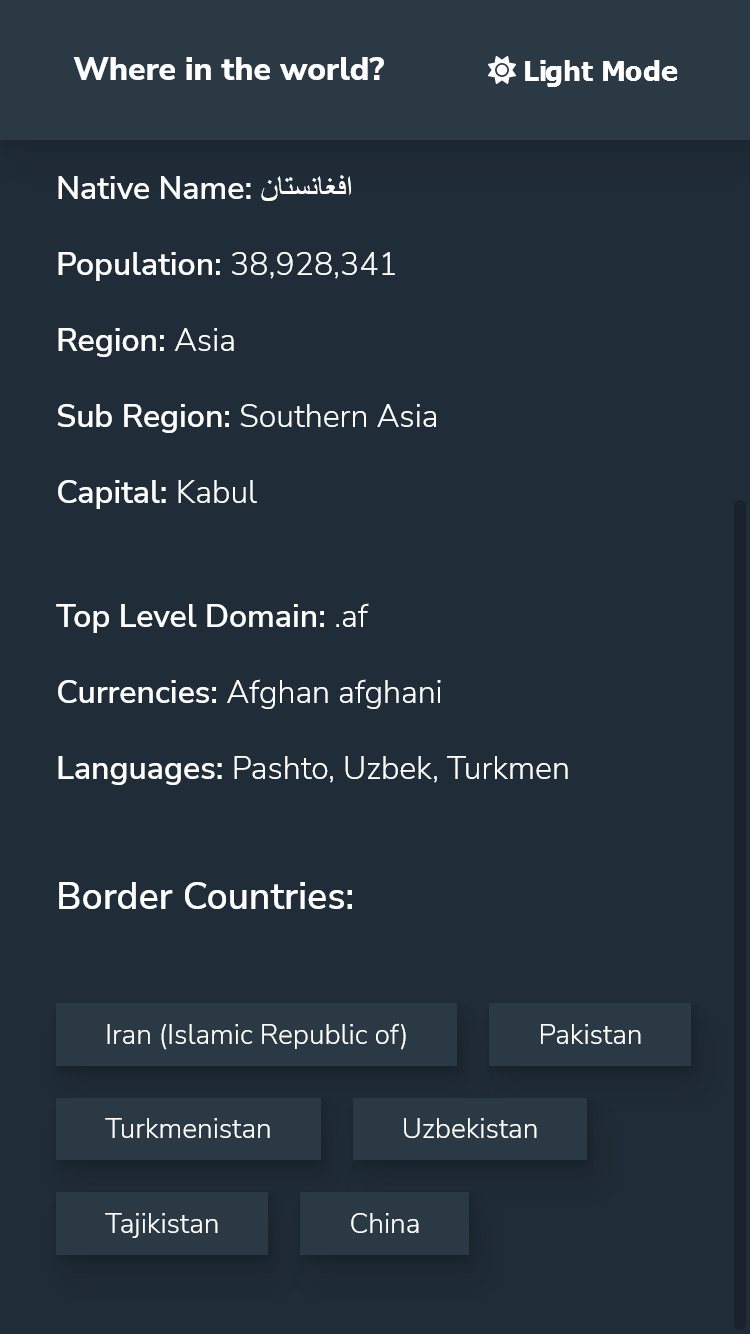 Where in the world?
Light Mode
Native Name: افغانستان
Population: 38,928,341
Region: Asia
Sub Region: Southern Asia
Capital: Kabul
Top Level Domain: .af
Currencies: Afghan afghani
Languages: Pashto, Uzbek, Turkmen
Border Countries:
Iran (Islamic Republic of)
Pakistan
Turkmenistan
Uzbekistan
Tajikistan
China